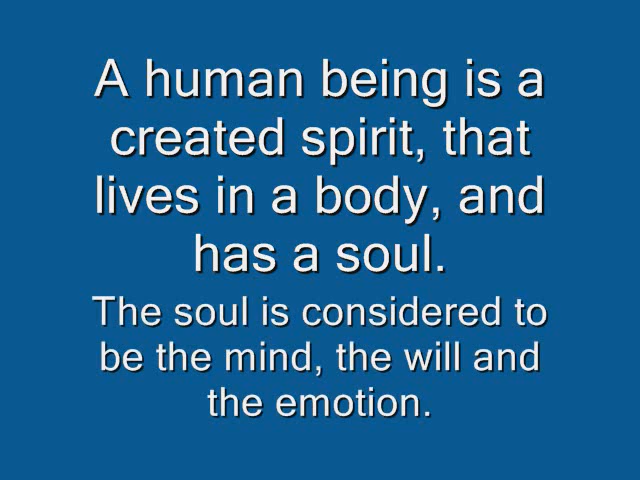 A human being is a
created spirit, that
lives in a body, and
has a soul.
The soul is considered to
be the mind, the will and
the emotion.